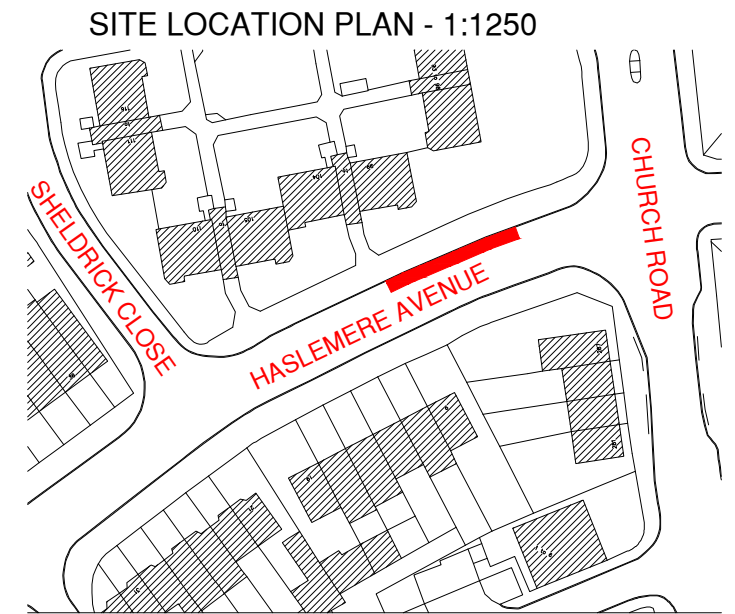 SITE LOCATION PLAN - 1:1250
SHELDRICK CLOSE
HASLEMERE AVENUE
CHURCH ROAD